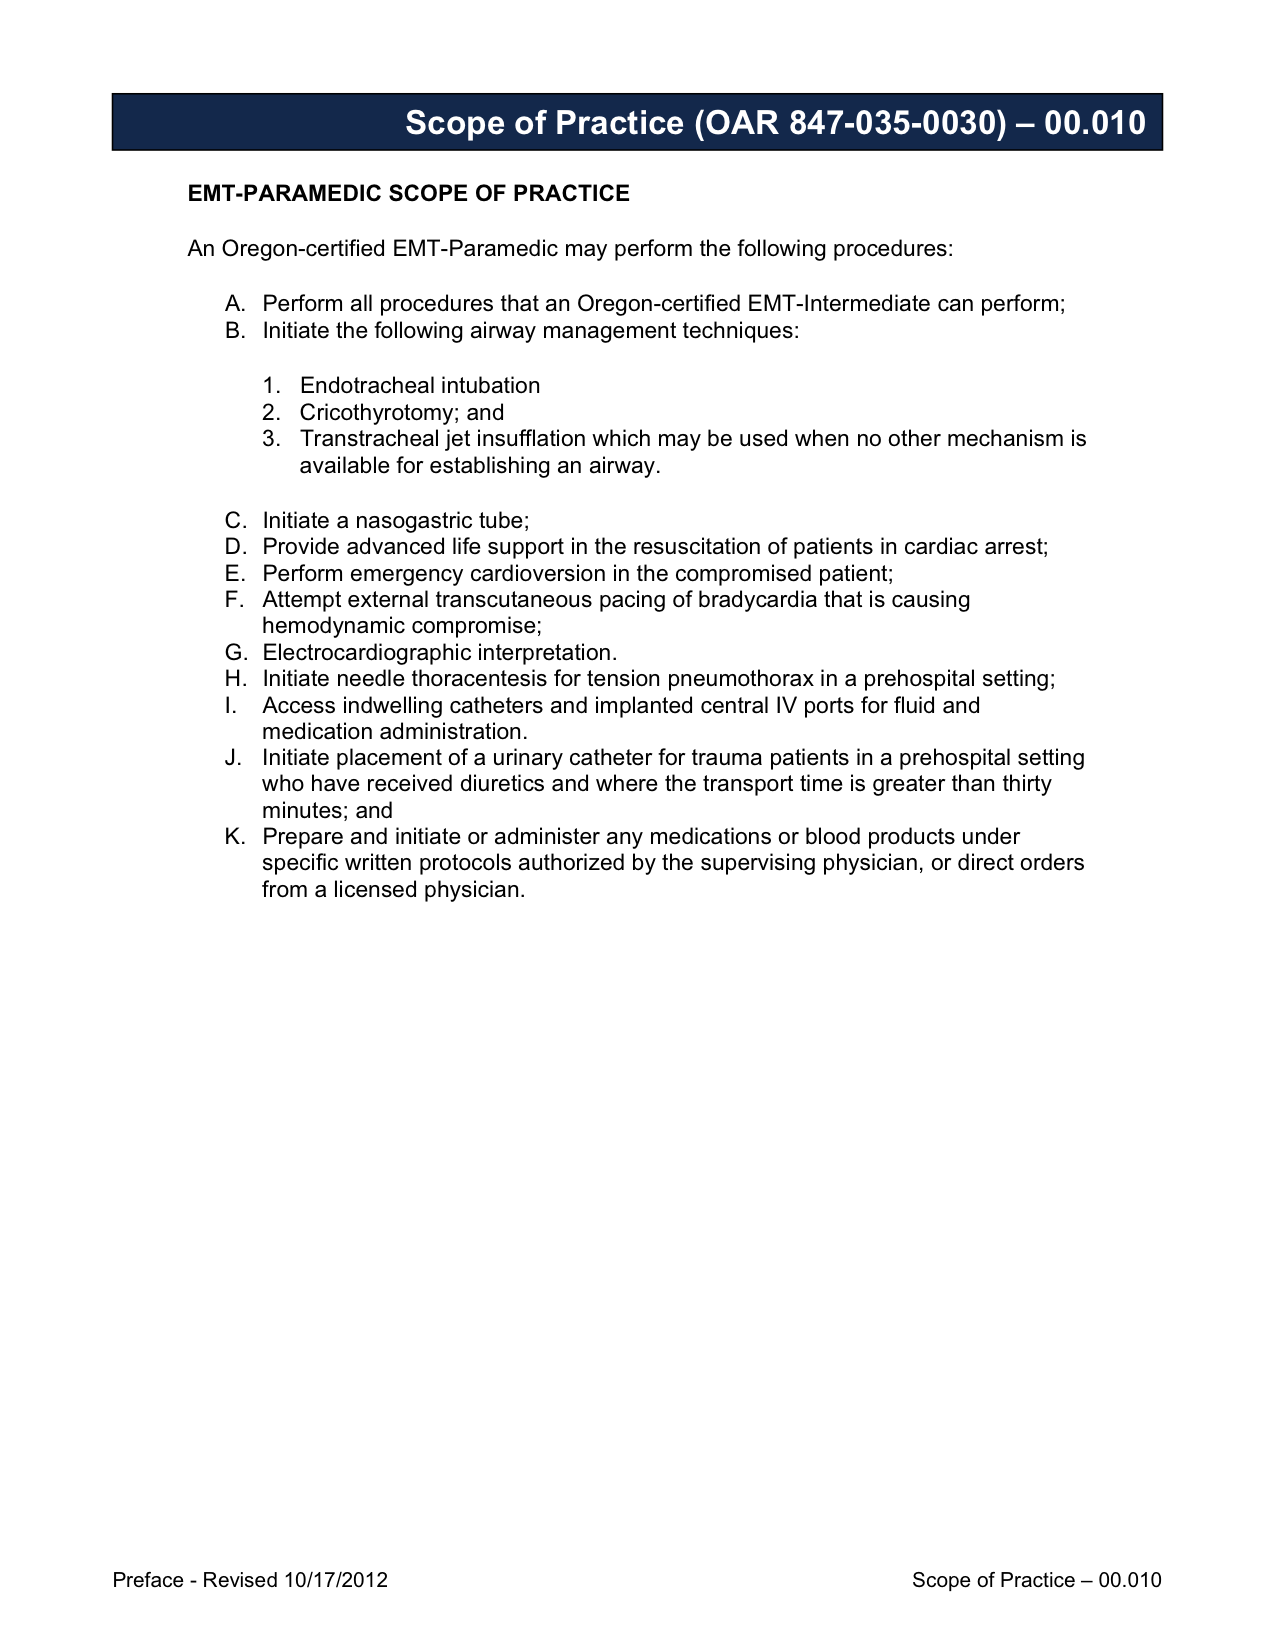 Scope of Practice (OAR 847-035-0030) – 00.010
EMT-PARAMEDIC SCOPE OF PRACTICE
An Oregon-certified EMT-Paramedic may perform the following procedures:
A. Perform all procedures that an Oregon-certified EMT-Intermediate can perform;
B. Initiate the following airway management techniques:
1. Endotracheal intubation
2. Cricothyrotomy; and
3. Transtracheal jet insufflation which may be used when no other mechanism is
available for establishing an airway.
C. Initiate a nasogastric tube;
D. Provide advanced life support in the resuscitation of patients in cardiac arrest;
E. Perform emergency cardioversion in the compromised patient;
F. Attempt external transcutaneous pacing of bradycardia that is causing
hemodynamic compromise;
G. Electrocardiographic interpretation.
H. Initiate needle thoracentesis for tension pneumothorax in a prehospital setting;
I. Access indwelling catheters and implanted central IV ports for fluid and
medication administration.
J. Initiate placement of a urinary catheter for trauma patients in a prehospital setting
who have received diuretics and where the transport time is greater than thirty
minutes; and
K. Prepare and initiate or administer any medications or blood products under
specific written protocols authorized by the supervising physician, or direct orders
from a licensed physician.
Preface - Revised 10/17/2012
Scope of Practice – 00.010